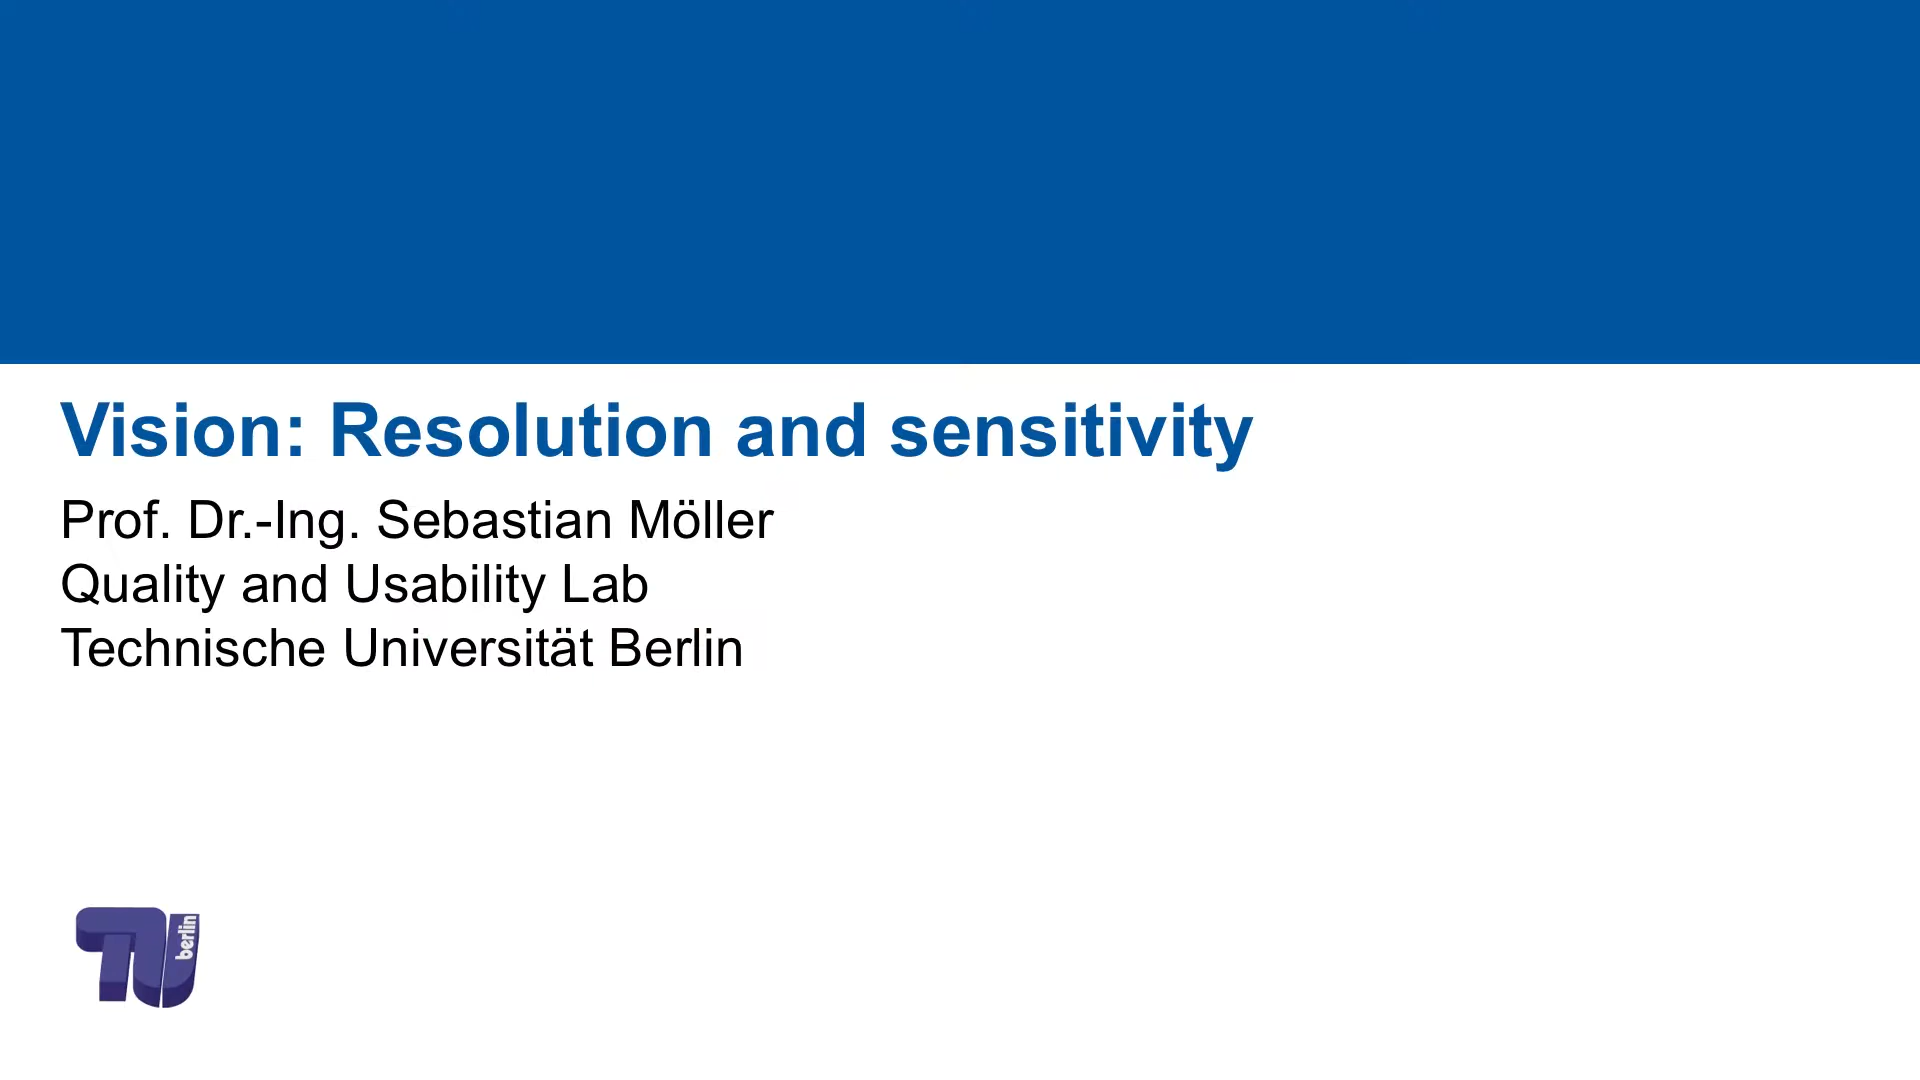 Vision: Resolution and sensitivity
Prof. Dr.-Ing. Sebastian Möller
Quality and Usability Lab
Technische Universität Berlin
TU berlin